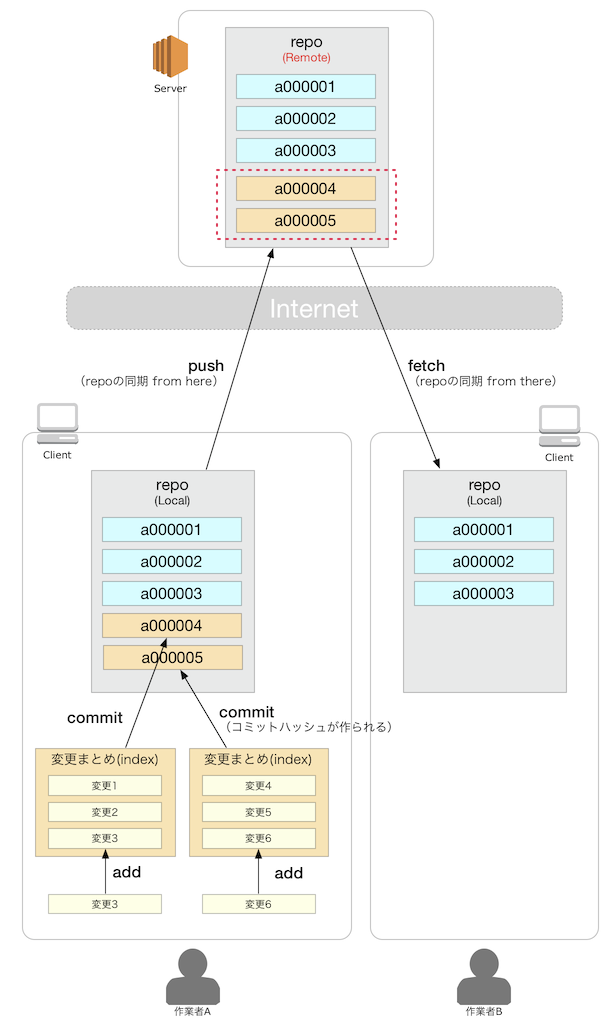 repo
(Remote)
Server
a000001
a000002
a000003
a000004
a000005
Internet
push
（repoの同期 from here）
fetch
（repoの同期 from there）
Client
Client
repo
(Local)
a000001
a000002
a000003
a000004
a000005
repo
(Local)
a000001
a000002
a000003
commit
commit
（コミットハッシュが作られる）
変更まとめ(index)
変更1
変更2
変更3
add
変更3
変更まとめ(index)
変更4
変更5
変更6
add
変更6
作業者A
作業者B